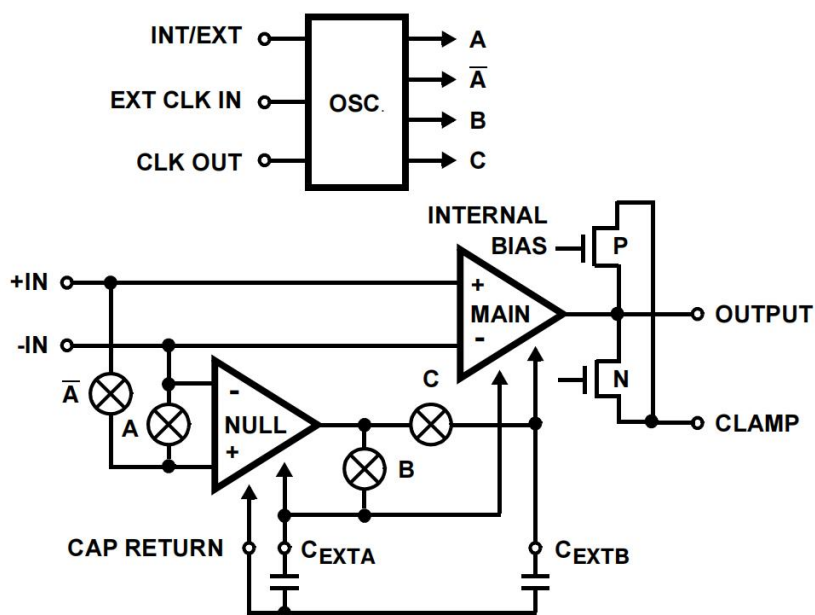 INT/EXT
A
A̅
EXT CLK IN
OSC.
B
CLK OUT
C
INTERNAL
BIAS
P
+IN
+
MAIN
OUTPUT
-IN
-
A̅
A
-
NULL
+
C
N
B
CLAMP
CAP RETURN
CEXTA
CEXTB